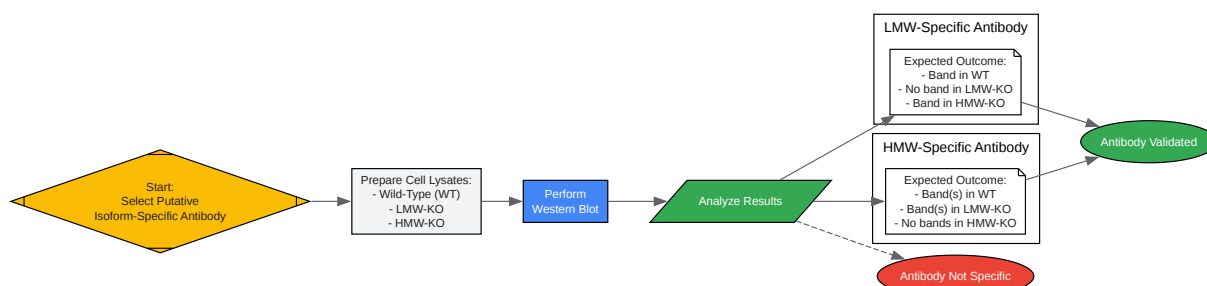 Start:
Select Putative
Isoform-Specific Antibody
Prepare Cell Lysates:
- Wild-Type (WT)
- LMW-KO
- HMW-KO
Perform
Western Blot
Analyze Results
LMW-Specific Antibody
Expected Outcome:
- Band in WT
- No band in LMW-KO
- Band in HMW-KO
HMW-Specific Antibody
Expected Outcome:
- Band(s) in WT
- Band(s) in LMW-KO
- No bands in HMW-KO
Antibody Validated
Antibody Not Specific